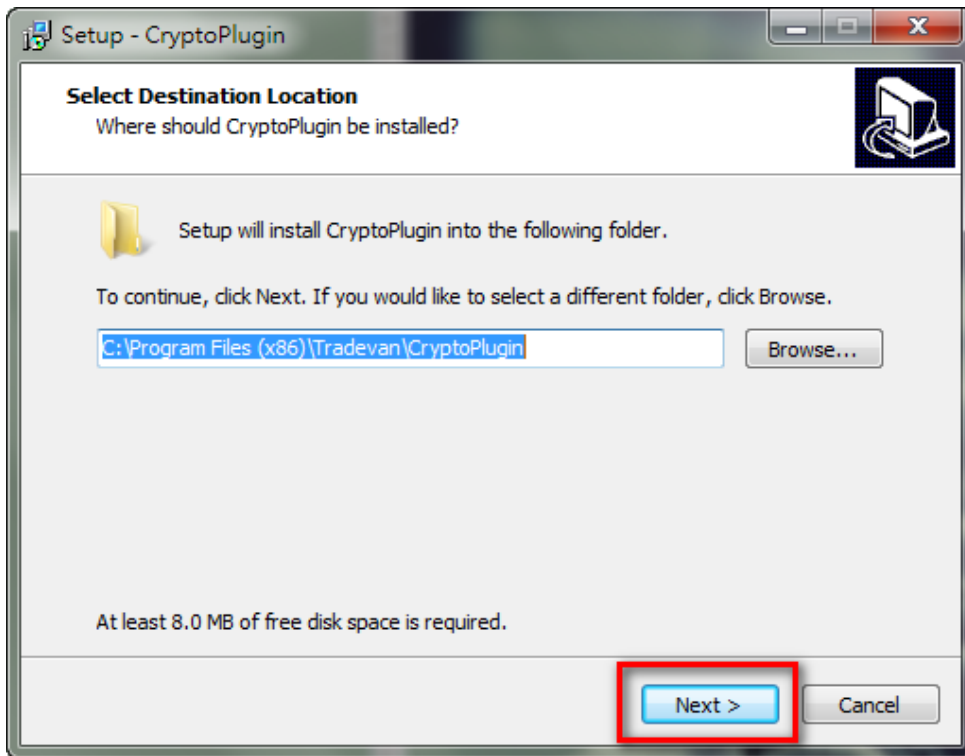 Setup - CryptoPlugin
Select Destination Location
Where should CryptoPlugin be installed?
Setup will install CryptoPlugin into the following folder.
To continue, click Next. If you would like to select a different folder, click Browse.
C:\Program Files (x86)\Tradevan\CryptoPlugin
Browse...
At least 8.0 MB of free disk space is required.
Next >
Cancel